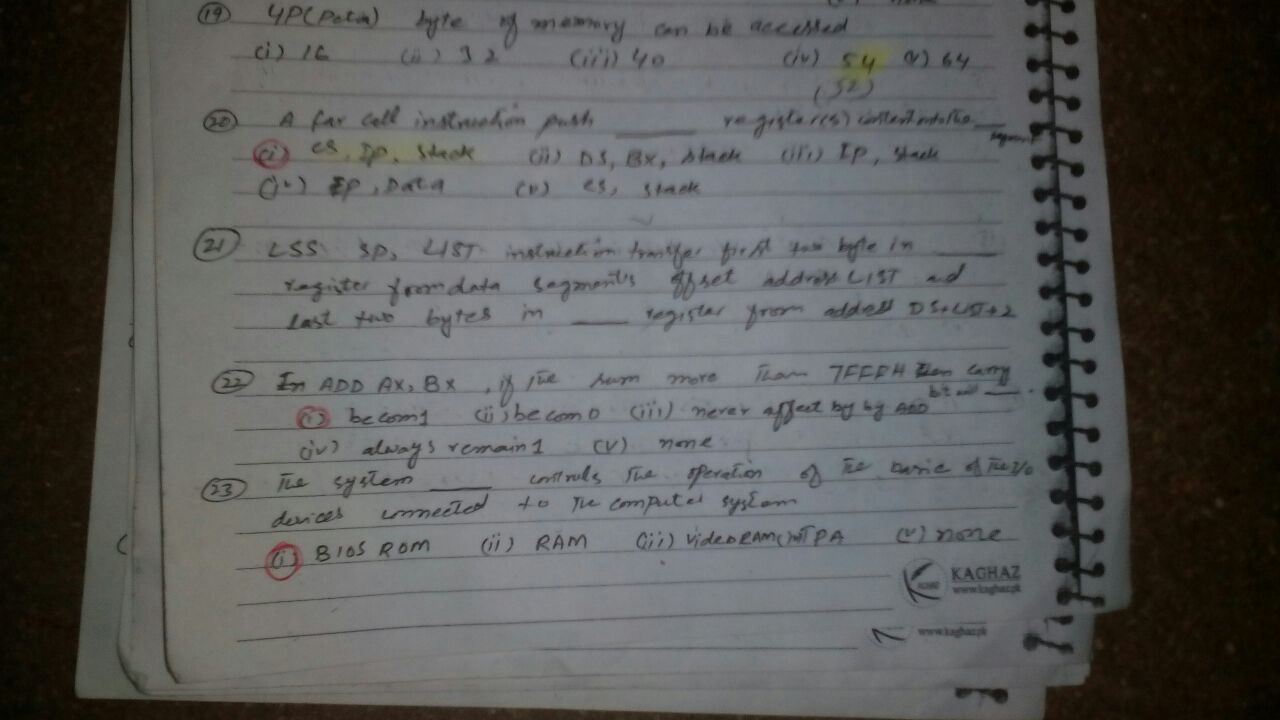 (19) 4P(Peta) byte of memory can be accessed
(i) 16 (ii) 32 (iii) 40 (iv) 54 (v) 64
(52)
(20) A far call instruction push ____ register(s) content into the ____
segment
(i) CS, IP, Stack (ii) DS, BX, Stack (iii) IP, Stack
(iv) IP, Data (v) CS, Stack
(21) LSS SP, LIST instruction transfer first two byte in ____
register from data segment's offset address LIST and
last two bytes in ____ register from addess DS+LIST+2
(22) In ADD AX, BX, if the sum more than 7FFFH then carry
bit will ____.
(i) becom1 (ii) becom0 (iii) never affect by by ADD
(iv) always remain 1 (v) none
(23) The system ____ controls the operation of the basic of the I/O
devices connected to the computer system
(i) BIOS ROM (ii) RAM (iii) video RAM TPA (v) none
KAGHAZ
www.kaghaz.pk
www.kaghaz.pk